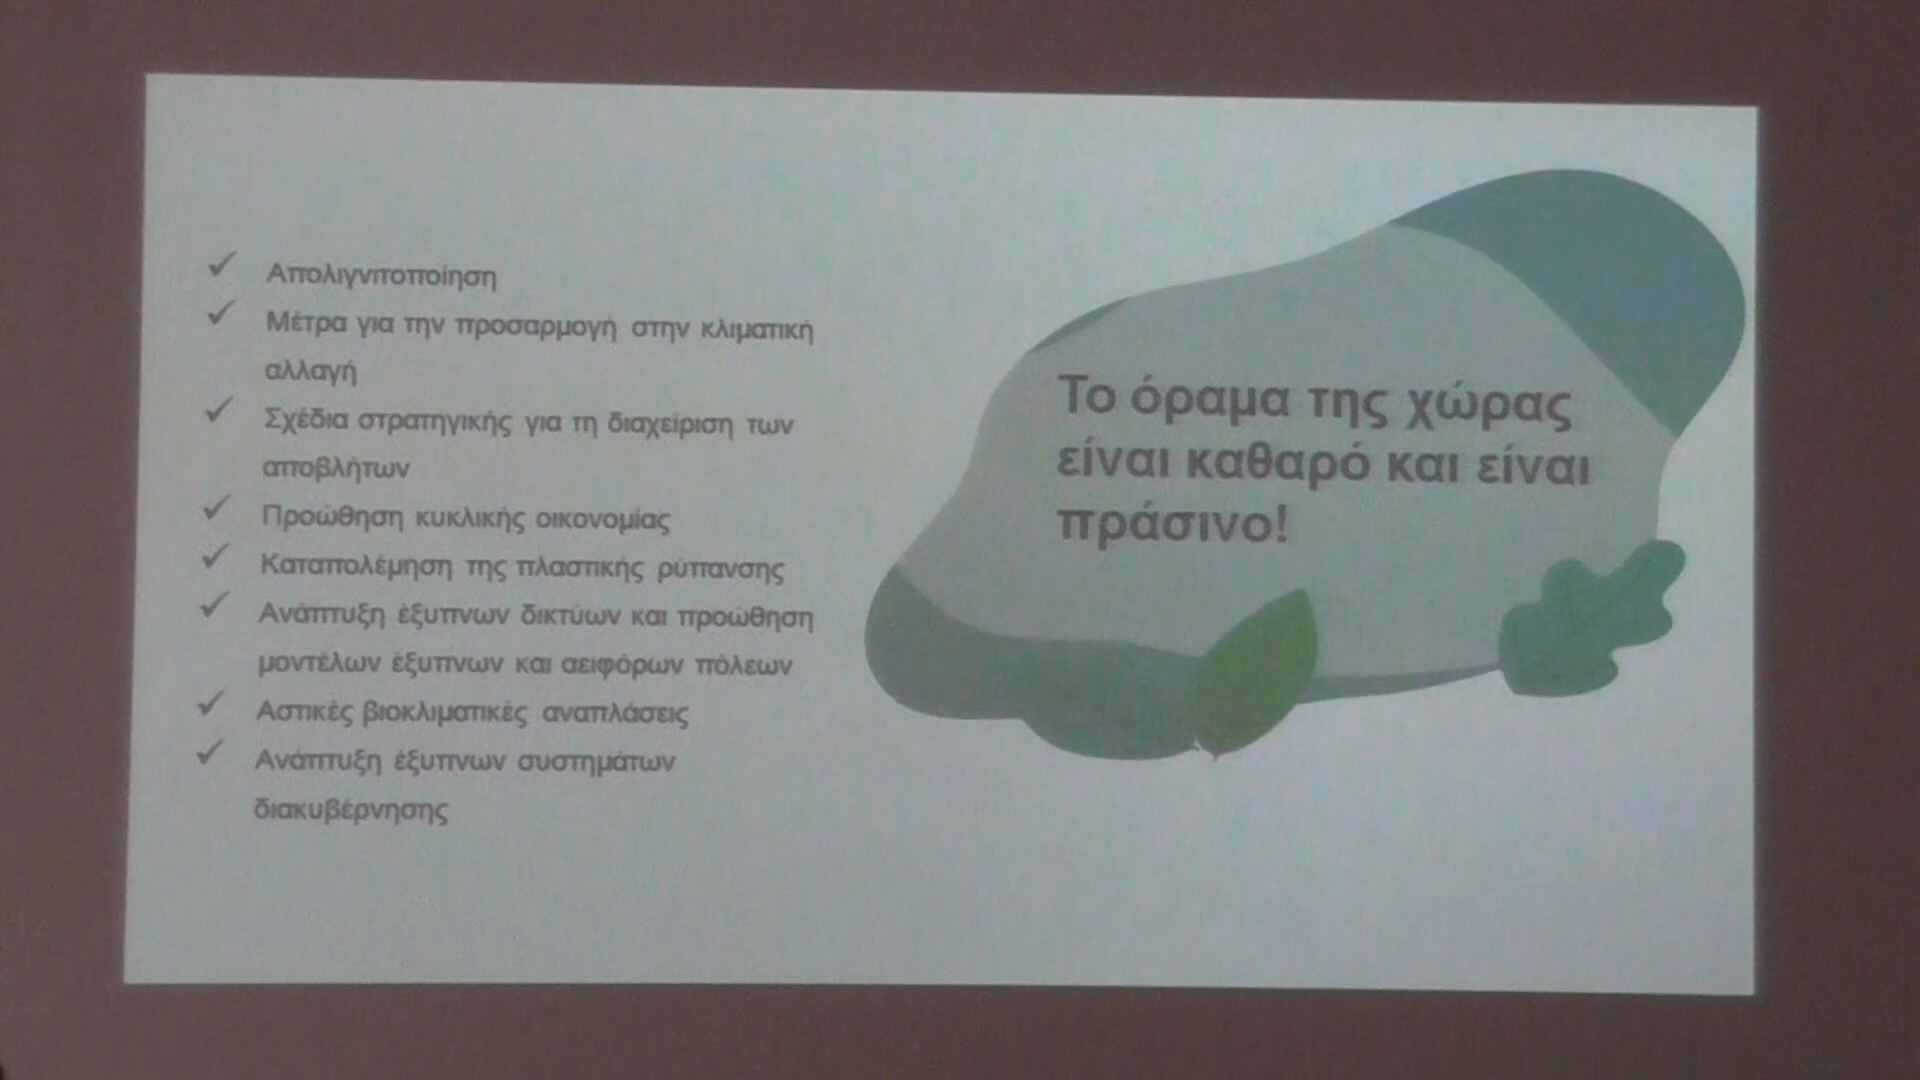 Απολιγνιτοποίηση
Μέτρα για την προσαρμογή στην κλιματική
αλλαγή
Σχέδια στρατηγικής για τη διαχείριση των
αποβλήτων
Προώθηση κυκλικής οικονομίας
Καταπολέμηση της πλαστικής ρύπανσης
Ανάπτυξη έξυπνων δικτύων και προώθηση
μοντέλων έξυπνων και αειφόρων πόλεων
Αστικές βιοκλιματικές αναπλάσεις
Ανάπτυξη έξυπνων συστημάτων
διακυβέρνησης
Το όραμα της χώρας
είναι καθαρό και είναι
πράσινο!